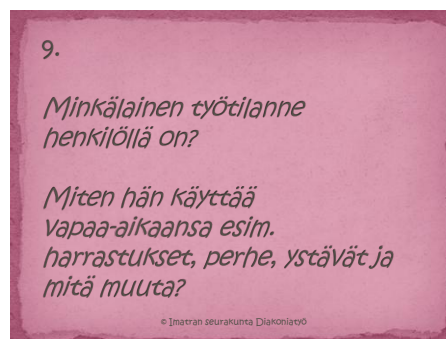 9.
Minkälainen työtilanne
henkilöllä on?
Miten hän käyttää
vapaa-aikaansa esim.
harrastukset, perhe, ystävät ja
mitä muuta?
© Imatran seurakunta Diakoniatyö